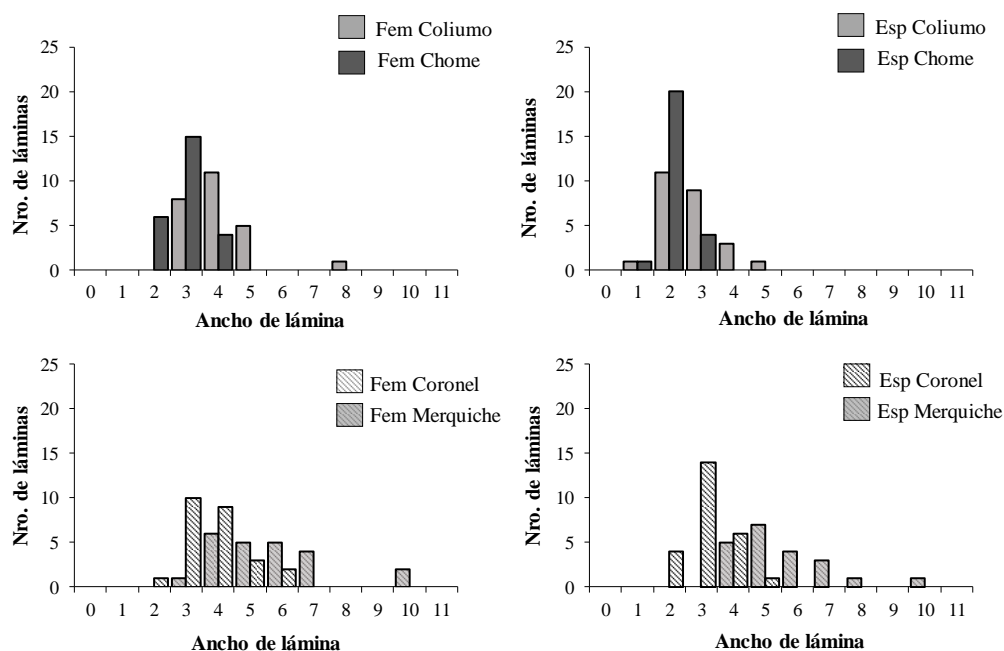 Fem Coliumo
Fem Chome
25
20
15
10
5
0
Nro. de láminas
0 1 2 3 4 5 6 7 8 9 10 11
Ancho de lámina
Esp Coliumo
Esp Chome
25
20
15
10
5
0
Nro. de láminas
0 1 2 3 4 5 6 7 8 9 10 11
Ancho de lámina
Fem Coronel
Fem Merquiche
25
20
15
10
5
0
Nro. de láminas
0 1 2 3 4 5 6 7 8 9 10 11
Ancho de lámina
Esp Coronel
Esp Merquiche
25
20
15
10
5
0
Nro. de láminas
0 1 2 3 4 5 6 7 8 9 10 11
Ancho de lámina